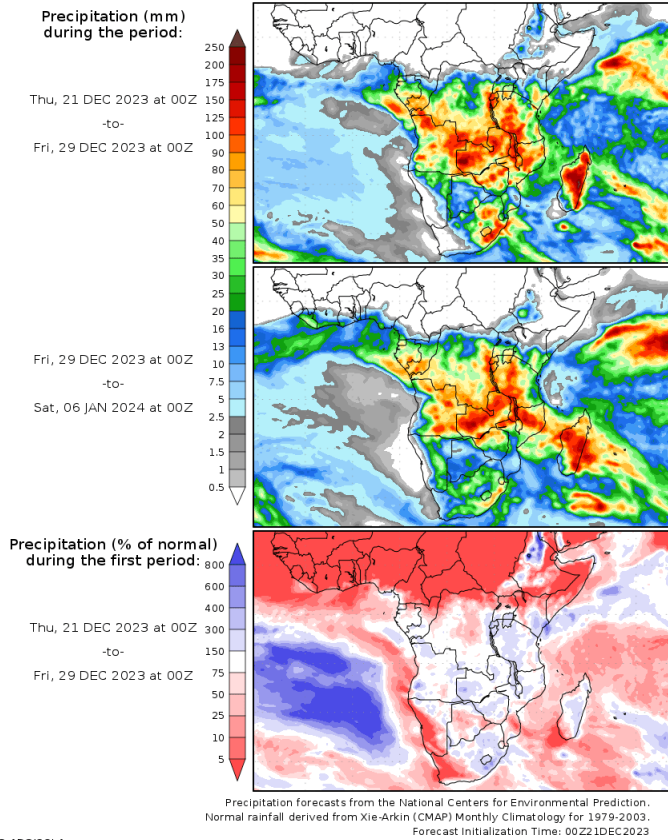 Precipitation (mm)
during the period:
Thu, 21 DEC 2023 at 00Z
-to-
Fri, 29 DEC 2023 at 00Z
250
200
175
150
125
100
90
80
70
60
50
40
35
30
25
20
16
13
10
7.5
5
2.5
2
1.5
1
0.5
Fri, 29 DEC 2023 at 00Z
-to-
Sat, 06 JAN 2024 at 00Z
Precipitation (% of normal)
during the first period:
Thu, 21 DEC 2023 at 00Z
-to-
Fri, 29 DEC 2023 at 00Z
800
600
400
300
150
75
50
25
10
5
Precipitation forecasts from the National Centers for Environmental Prediction.
Normal rainfall derived from Xie-Arkin (CMAP) Monthly Climatology for 1979-2003.
Forecast Initialization Time: 00Z21DEC2023